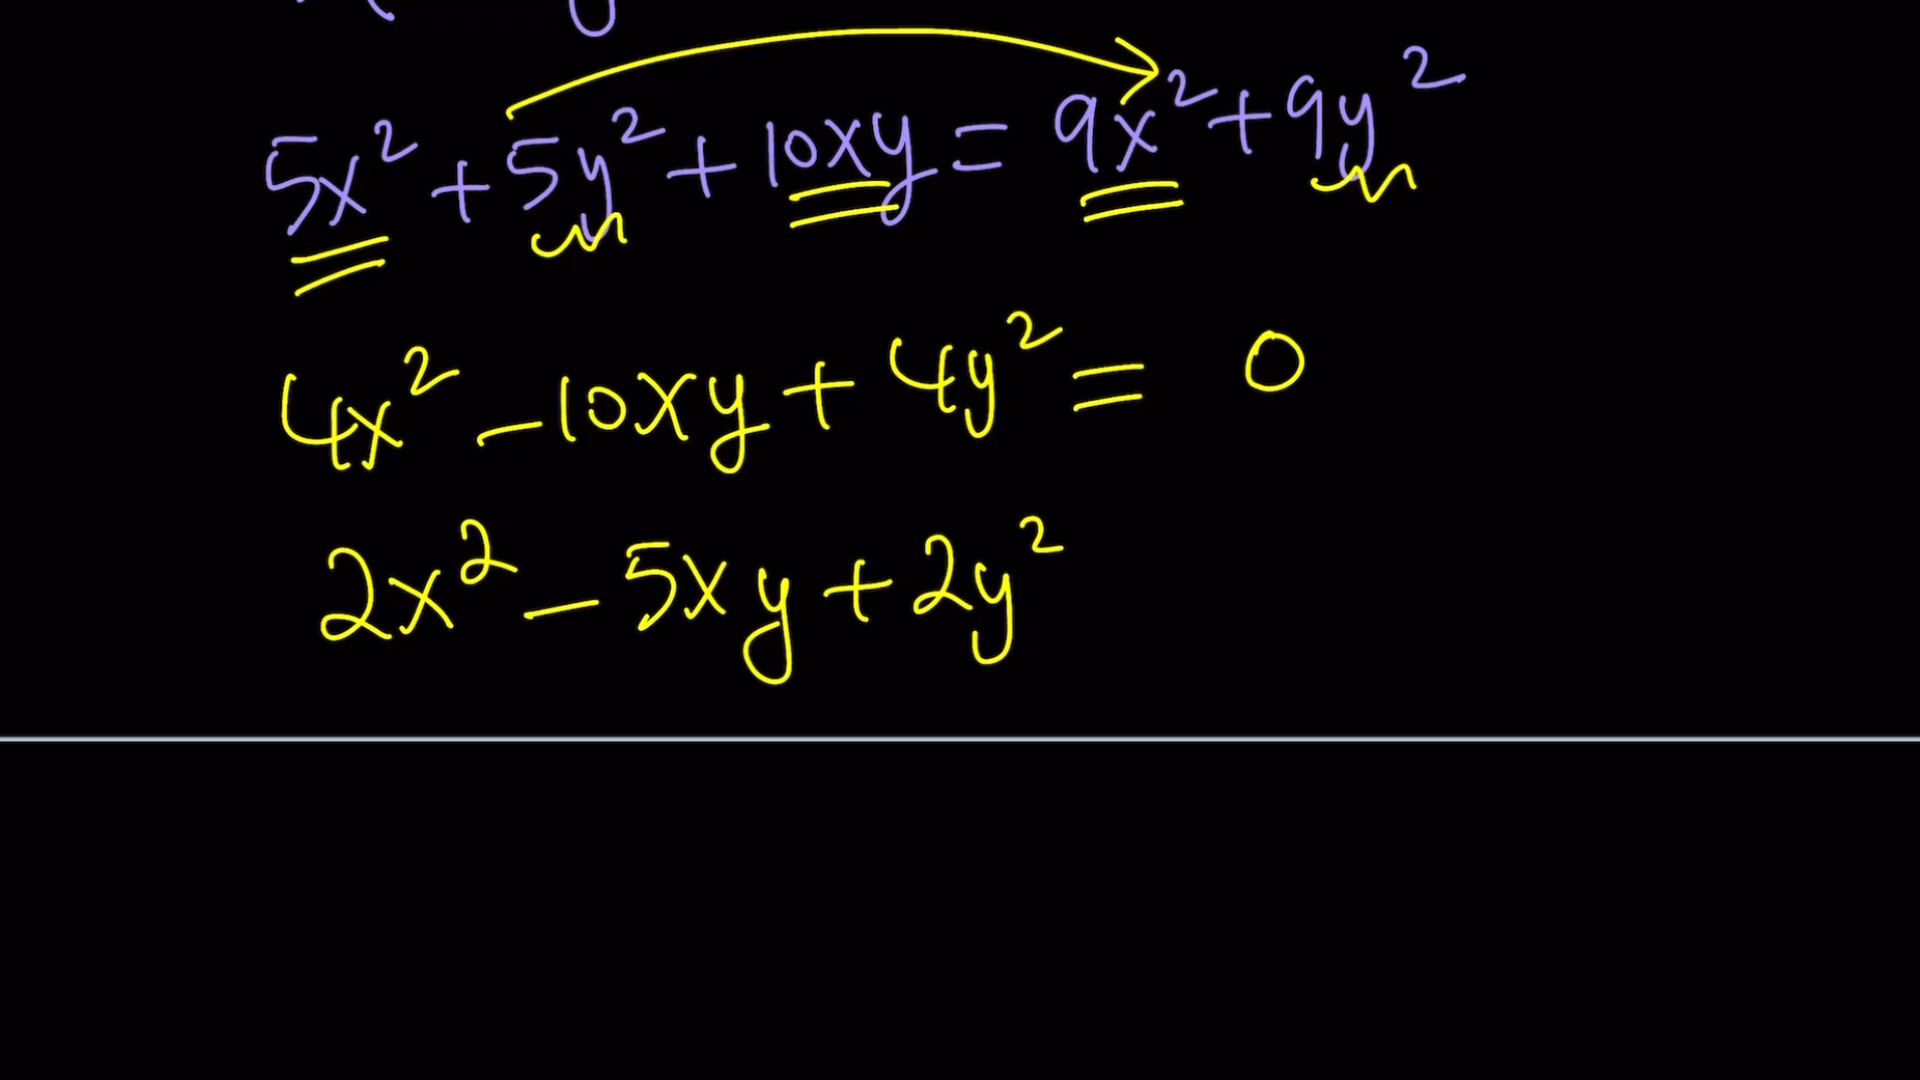 5x² + 5y² + 10xy = 9x² + 9y²
4x² - 10xy + 4y² = 0
2x² - 5xy + 2y²